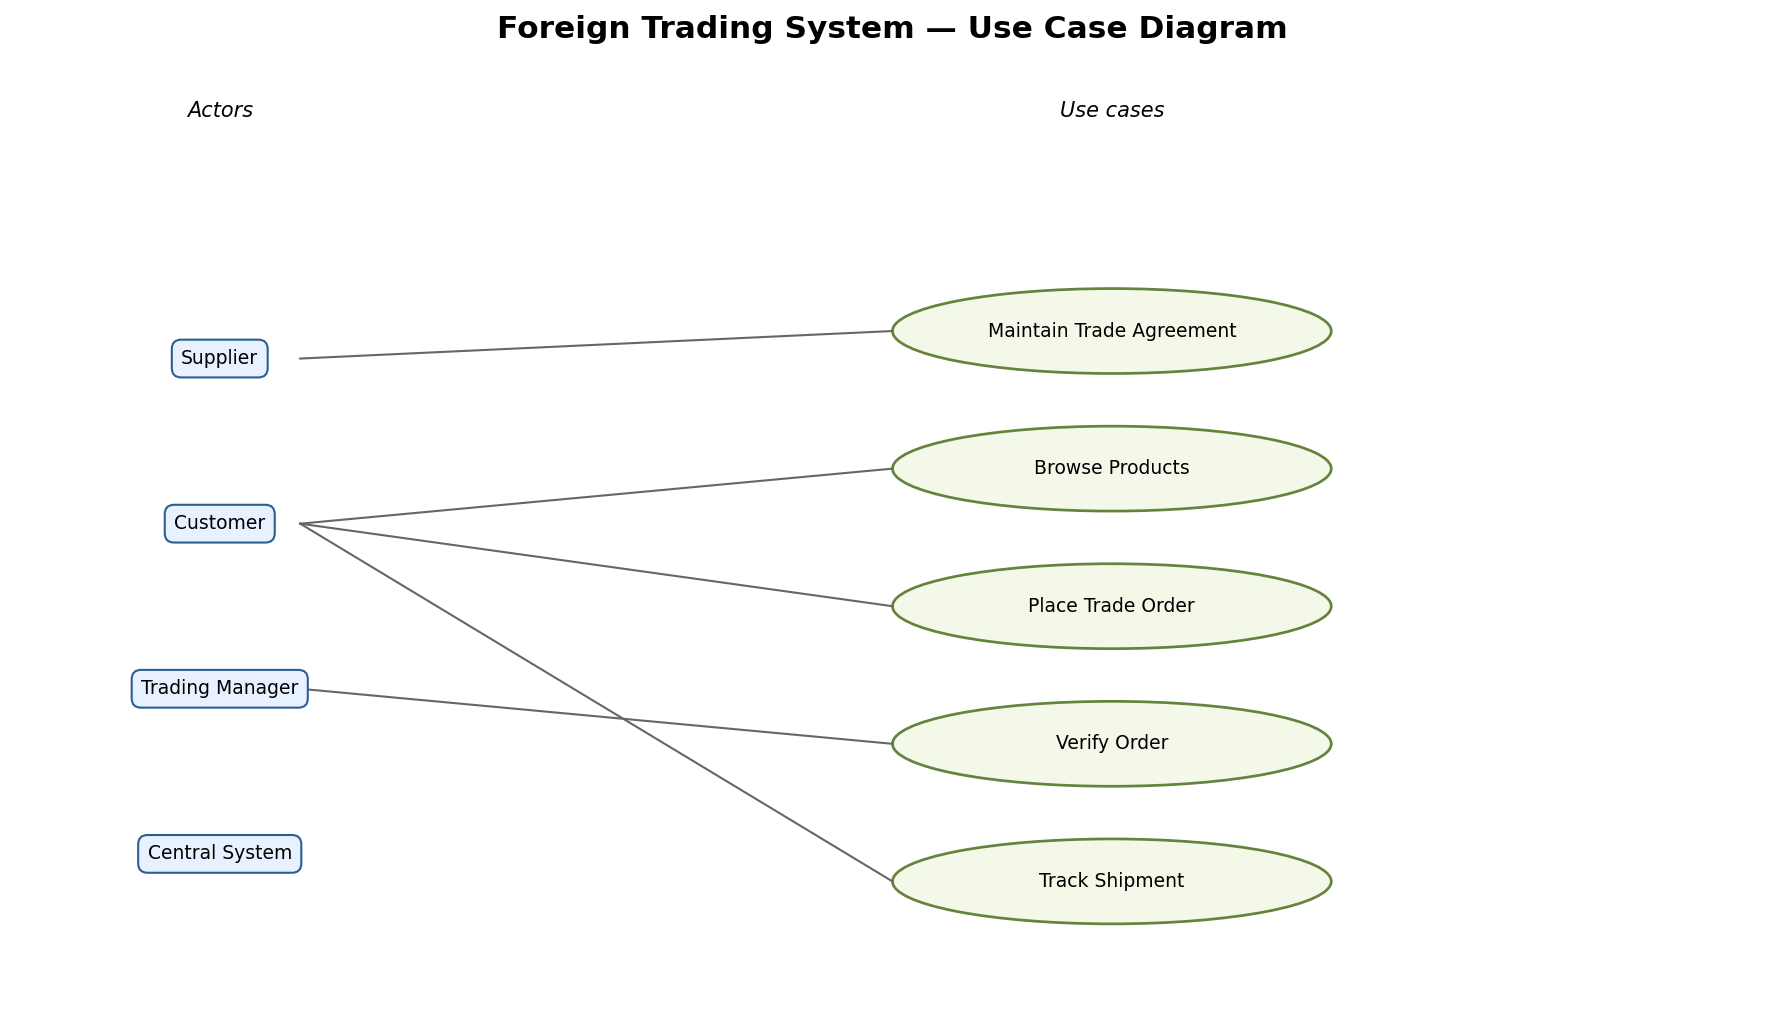 Foreign Trading System — Use Case Diagram
Actors
Use cases
Supplier
Customer
Trading Manager
Central System
Maintain Trade Agreement
Browse Products
Place Trade Order
Verify Order
Track Shipment